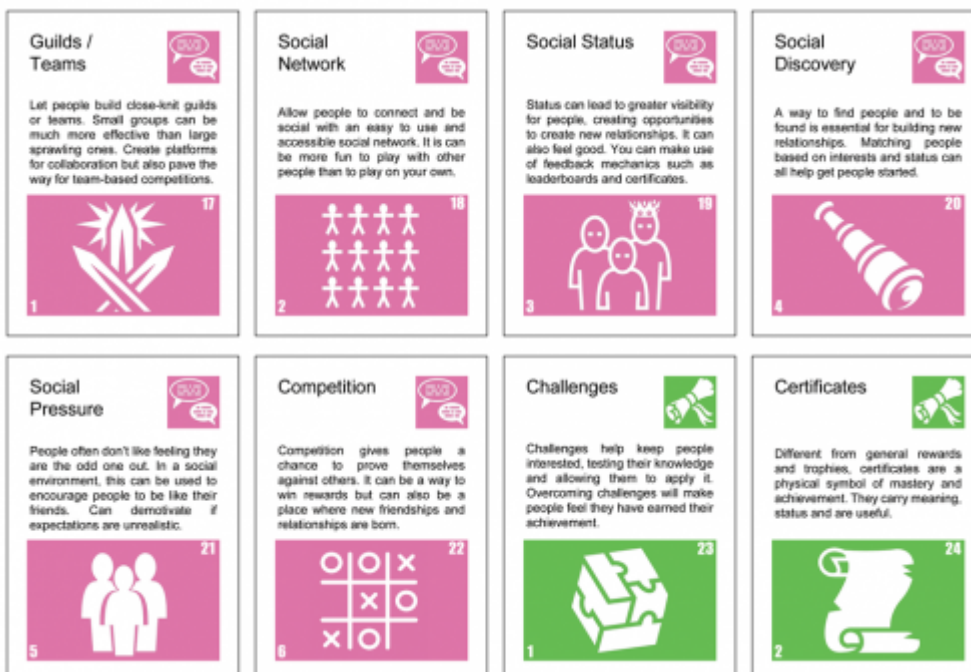 Guilds /
Teams
Let people build close-knit guilds
or teams. Small groups can be
much more effective than large
sprawling ones. Create platforms
for collaboration but also pave the
way for team-based competitions.
17
1
Social
Network
Allow people to connect and be
social with an easy to use and
accessible social network. It is can
be more fun to play with other
people than to play on your own.
18
2
Social Status
Status can lead to greater visibility
for people, creating opportunities
to create new relationships. It can
also feel good. You can make use
of feedback mechanics such as
leaderboards and certificates.
19
3
Social
Discovery
A way to find people and to be
found is essential for building new
relationships. Matching people
based on interests and status can
all help get people started.
20
4
Social
Pressure
People often don't like feeling they
are the odd one out. In a social
environment, this can be used to
encourage people to be like their
friends. Can demotivate if
expectations are unrealistic.
21
5
Competition
Competition gives people a
chance to prove themselves
against others. It can be a way to
win rewards but can also be a
place where new friendships and
relationships are born.
22
O O X
X O
X O
6
Challenges
Challenges help keep people
interested, testing their knowledge
and allowing them to apply it.
Overcoming challenges will make
people feel they have earned their
achievement.
23
1
Certificates
Different from general rewards
and trophies, certificates are a
physical symbol of mastery and
achievement. They carry meaning,
status and are useful.
24
2